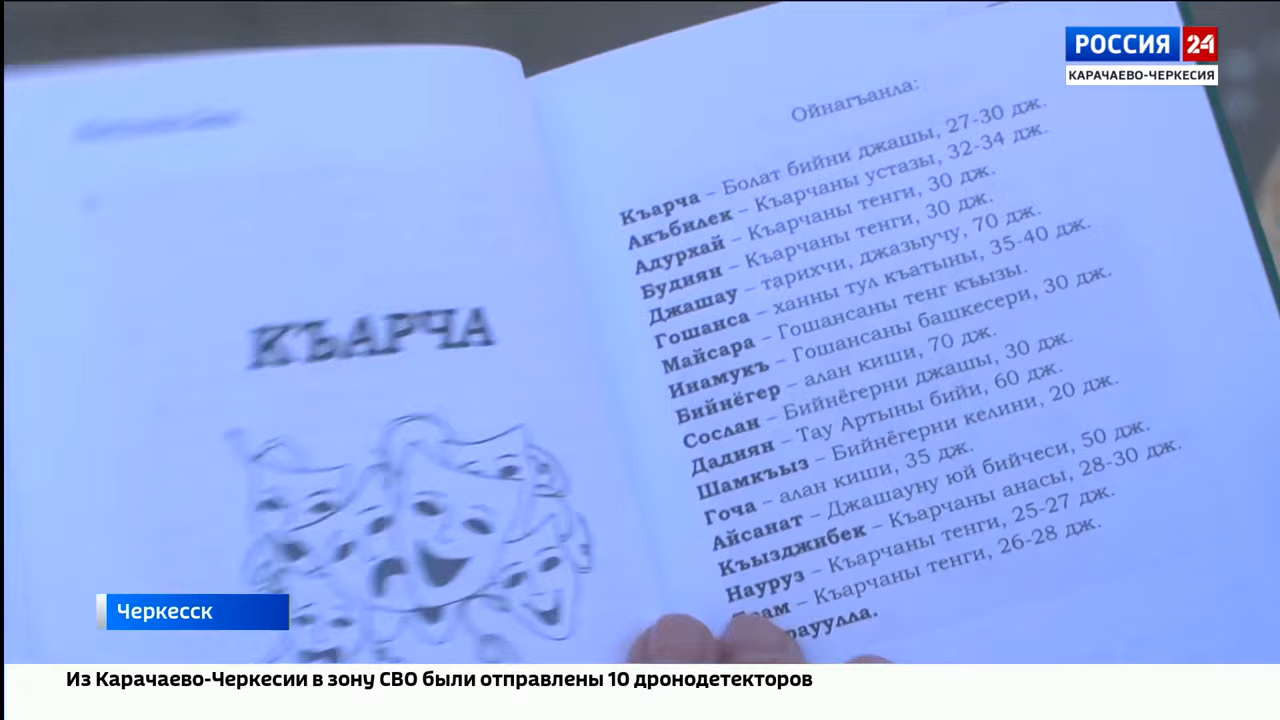 РОССИЯ 24
КАРАЧАЕВО-ЧЕРКЕСИЯ
КЪАРЧА
Ойнагъанла:
Къарча – Болат бийни джашы, 27-30 дж.
Акъбилек – Къарчаны устазы, 32-34 дж.
Адурхай – Къарчаны тенги, 30 дж.
Будиян – Къарчаны тенги, 30 дж.
Джашау – тарихчи, джазыучу, 70 дж.
Гошанса – ханны тул къатыны, 35-40 дж.
Майсара – Гошансаны тенг къызы.
Инамукъ – Гошансаны башкесери, 30 дж.
Бийнёгер – алан киши, 70 дж.
Сослан – Бийнёгерни джашы, 30 дж.
Дадиян – Тау Артыны бийи, 60 дж.
Шамкъыз – Бийнёгерни келини, 20 дж.
Гоча – алан киши, 35 дж.
Айсанат – Джашауну юй бийчеси, 50 дж.
Къызджибек – Къарчаны анасы, 28-30 дж.
Науруз – Къарчаны тенги, 25-27 дж.
– Къарчаны тенги, 26-28 дж.
Черкесск
Из Карачаево-Черкесии в зону СВО были отправлены 10 дронодетекторов